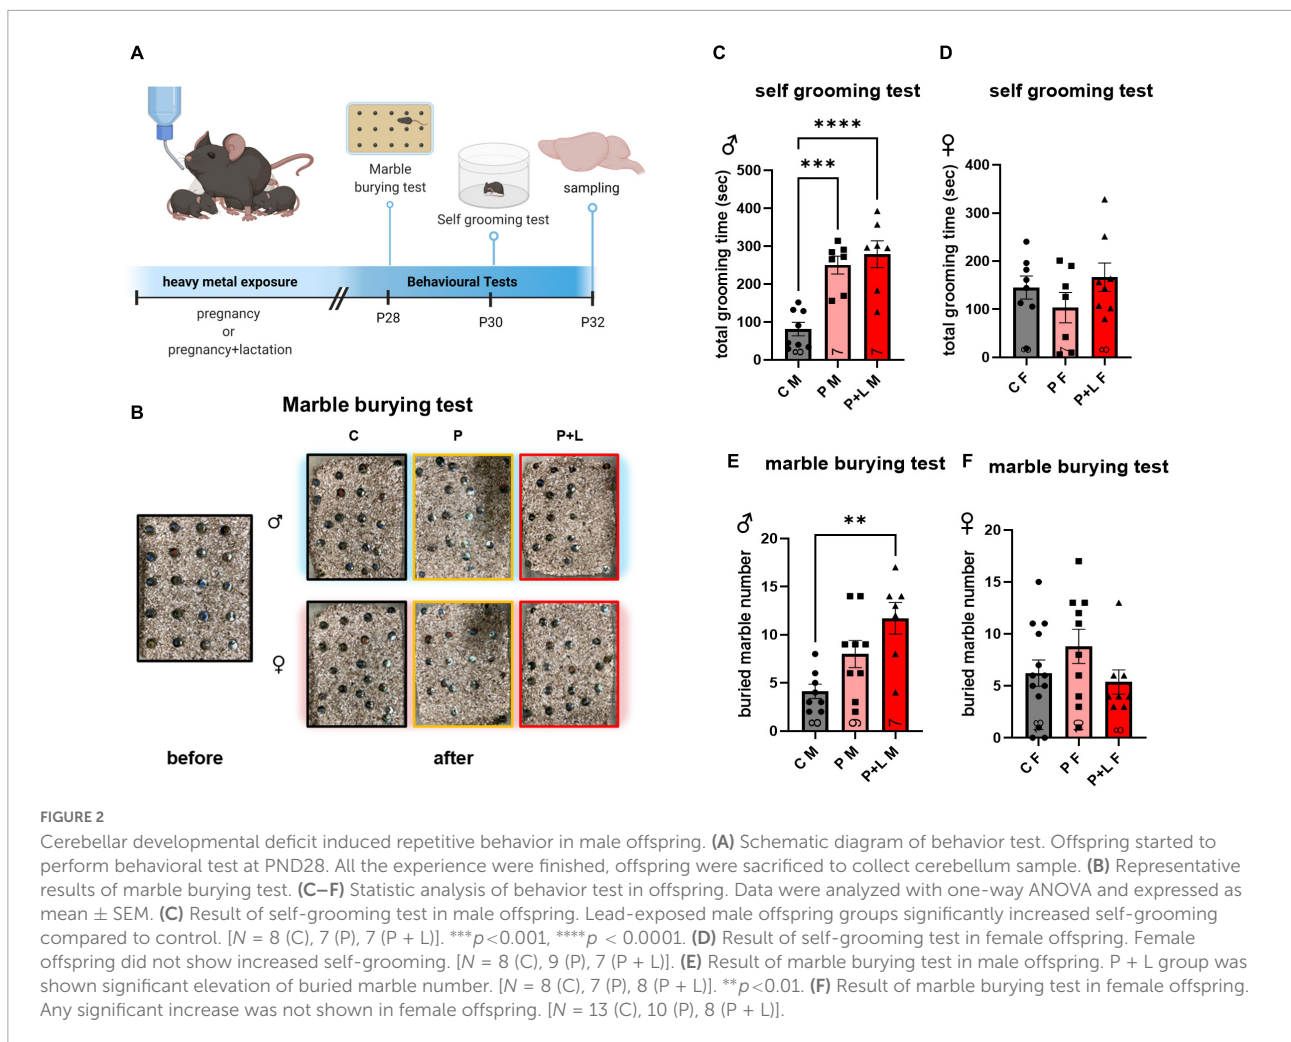 A
Marble
burying test
Self grooming test
sampling
heavy metal exposure
Behavioural Tests
pregnancy
or
pregnancy+lactation
P28
P30
P32
B
Marble burying test
C
P
P+L
♂
♀
before
after
C
self grooming test
♂
****
***
total grooming time (sec)
500
400
300
200
100
0
8
7
7
C M
P M
P+L M
D
self grooming test
♀
total grooming time (sec)
400
300
200
100
0
8
7
8
C F
P F
P+L F
E
marble burying test
♂
**
buried marble number
20
15
10
5
0
8
9
7
C M
P M
P+L M
F
marble burying test
♀
buried marble number
20
15
10
5
0
8
C F
P F
P+L F
FIGURE 2
Cerebellar developmental deficit induced repetitive behavior in male offspring. (A) Schematic diagram of behavior test. Offspring started to
perform behavioral test at PND28. All the experience were finished, offspring were sacrificed to collect cerebellum sample. (B) Representative
results of marble burying test. (C–F) Statistic analysis of behavior test in offspring. Data were analyzed with one-way ANOVA and expressed as
mean ± SEM. (C) Result of self-grooming test in male offspring. Lead-exposed male offspring groups significantly increased self-grooming
compared to control. [N = 8 (C), 7 (P), 7 (P + L)]. ***p<0.001, ****p < 0.0001. (D) Result of self-grooming test in female offspring. Female
offspring did not show increased self-grooming. [N = 8 (C), 9 (P), 7 (P + L)]. (E) Result of marble burying test in male offspring. P + L group was
shown significant elevation of buried marble number. [N = 8 (C), 7 (P), 8 (P + L)]. **p<0.01. (F) Result of marble burying test in female offspring.
Any significant increase was not shown in female offspring. [N = 13 (C), 10 (P), 8 (P + L)].